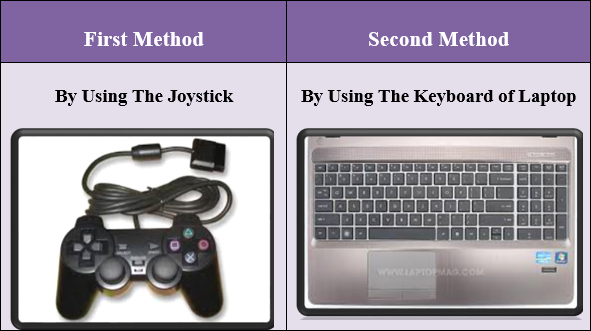 First Method
Second Method
By Using The Joystick
By Using The Keyboard of Laptop
WWW.LAPTOPMAG.COM